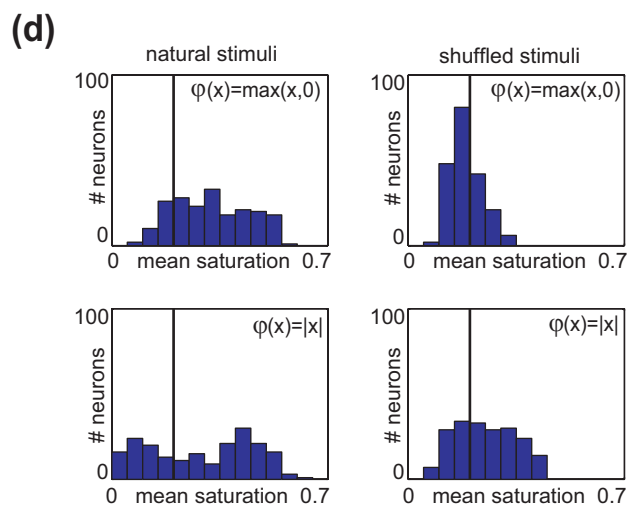 (d)
natural stimuli
shuffled stimuli
100
φ(x)=max(x,0)
# neurons
0
0
mean saturation
0.7
100
φ(x)=max(x,0)
# neurons
0
0
mean saturation
0.7
100
φ(x)=|x|
# neurons
0
0
mean saturation
0.7
100
φ(x)=|x|
# neurons
0
0
mean saturation
0.7